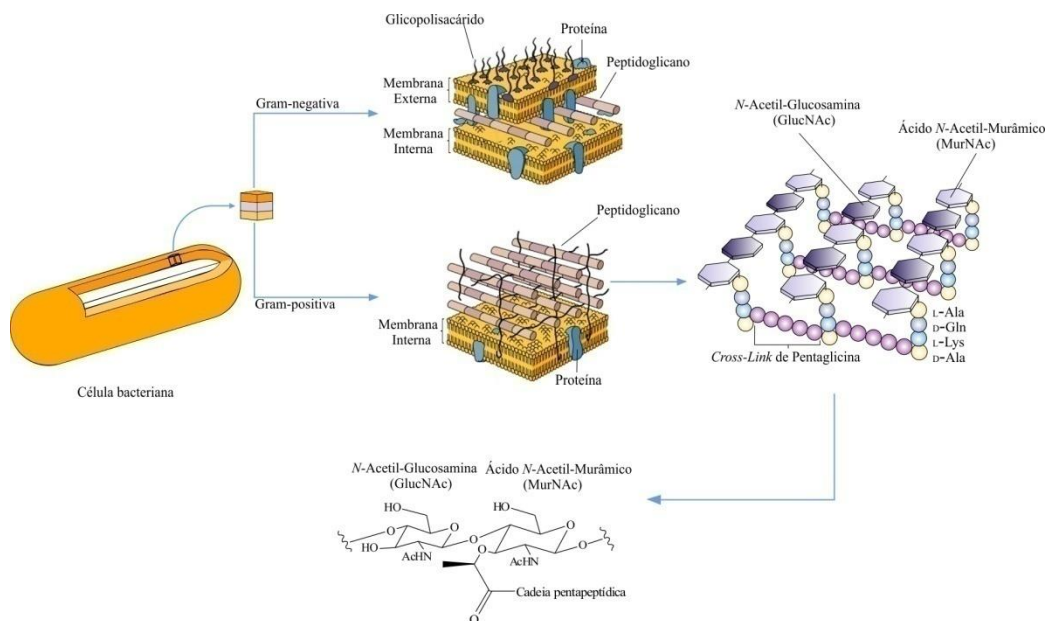 Glicopolisacárido
Proteína
Peptidoglicano
Membrana
Externa
Membrana
Interna
Gram-negativa
N-Acetil-Glucosamina
(GlucNAc)
Ácido N-Acetil-Murâmico
(MurNAc)
Peptidoglicano
Gram-positiva
Membrana
Interna
Proteína
L-Ala
D-Gln
L-Lys
D-Ala
Cross-Link de Pentaglicina
Célula bacteriana
N-Acetil-Glucosamina
(GlucNAc)
Ácido N-Acetil-Murâmico
(MurNAc)
HO
HO
O
O
O
O
O
HO
AcHN
O
AcHN
Cadeia pentapeptídica
O